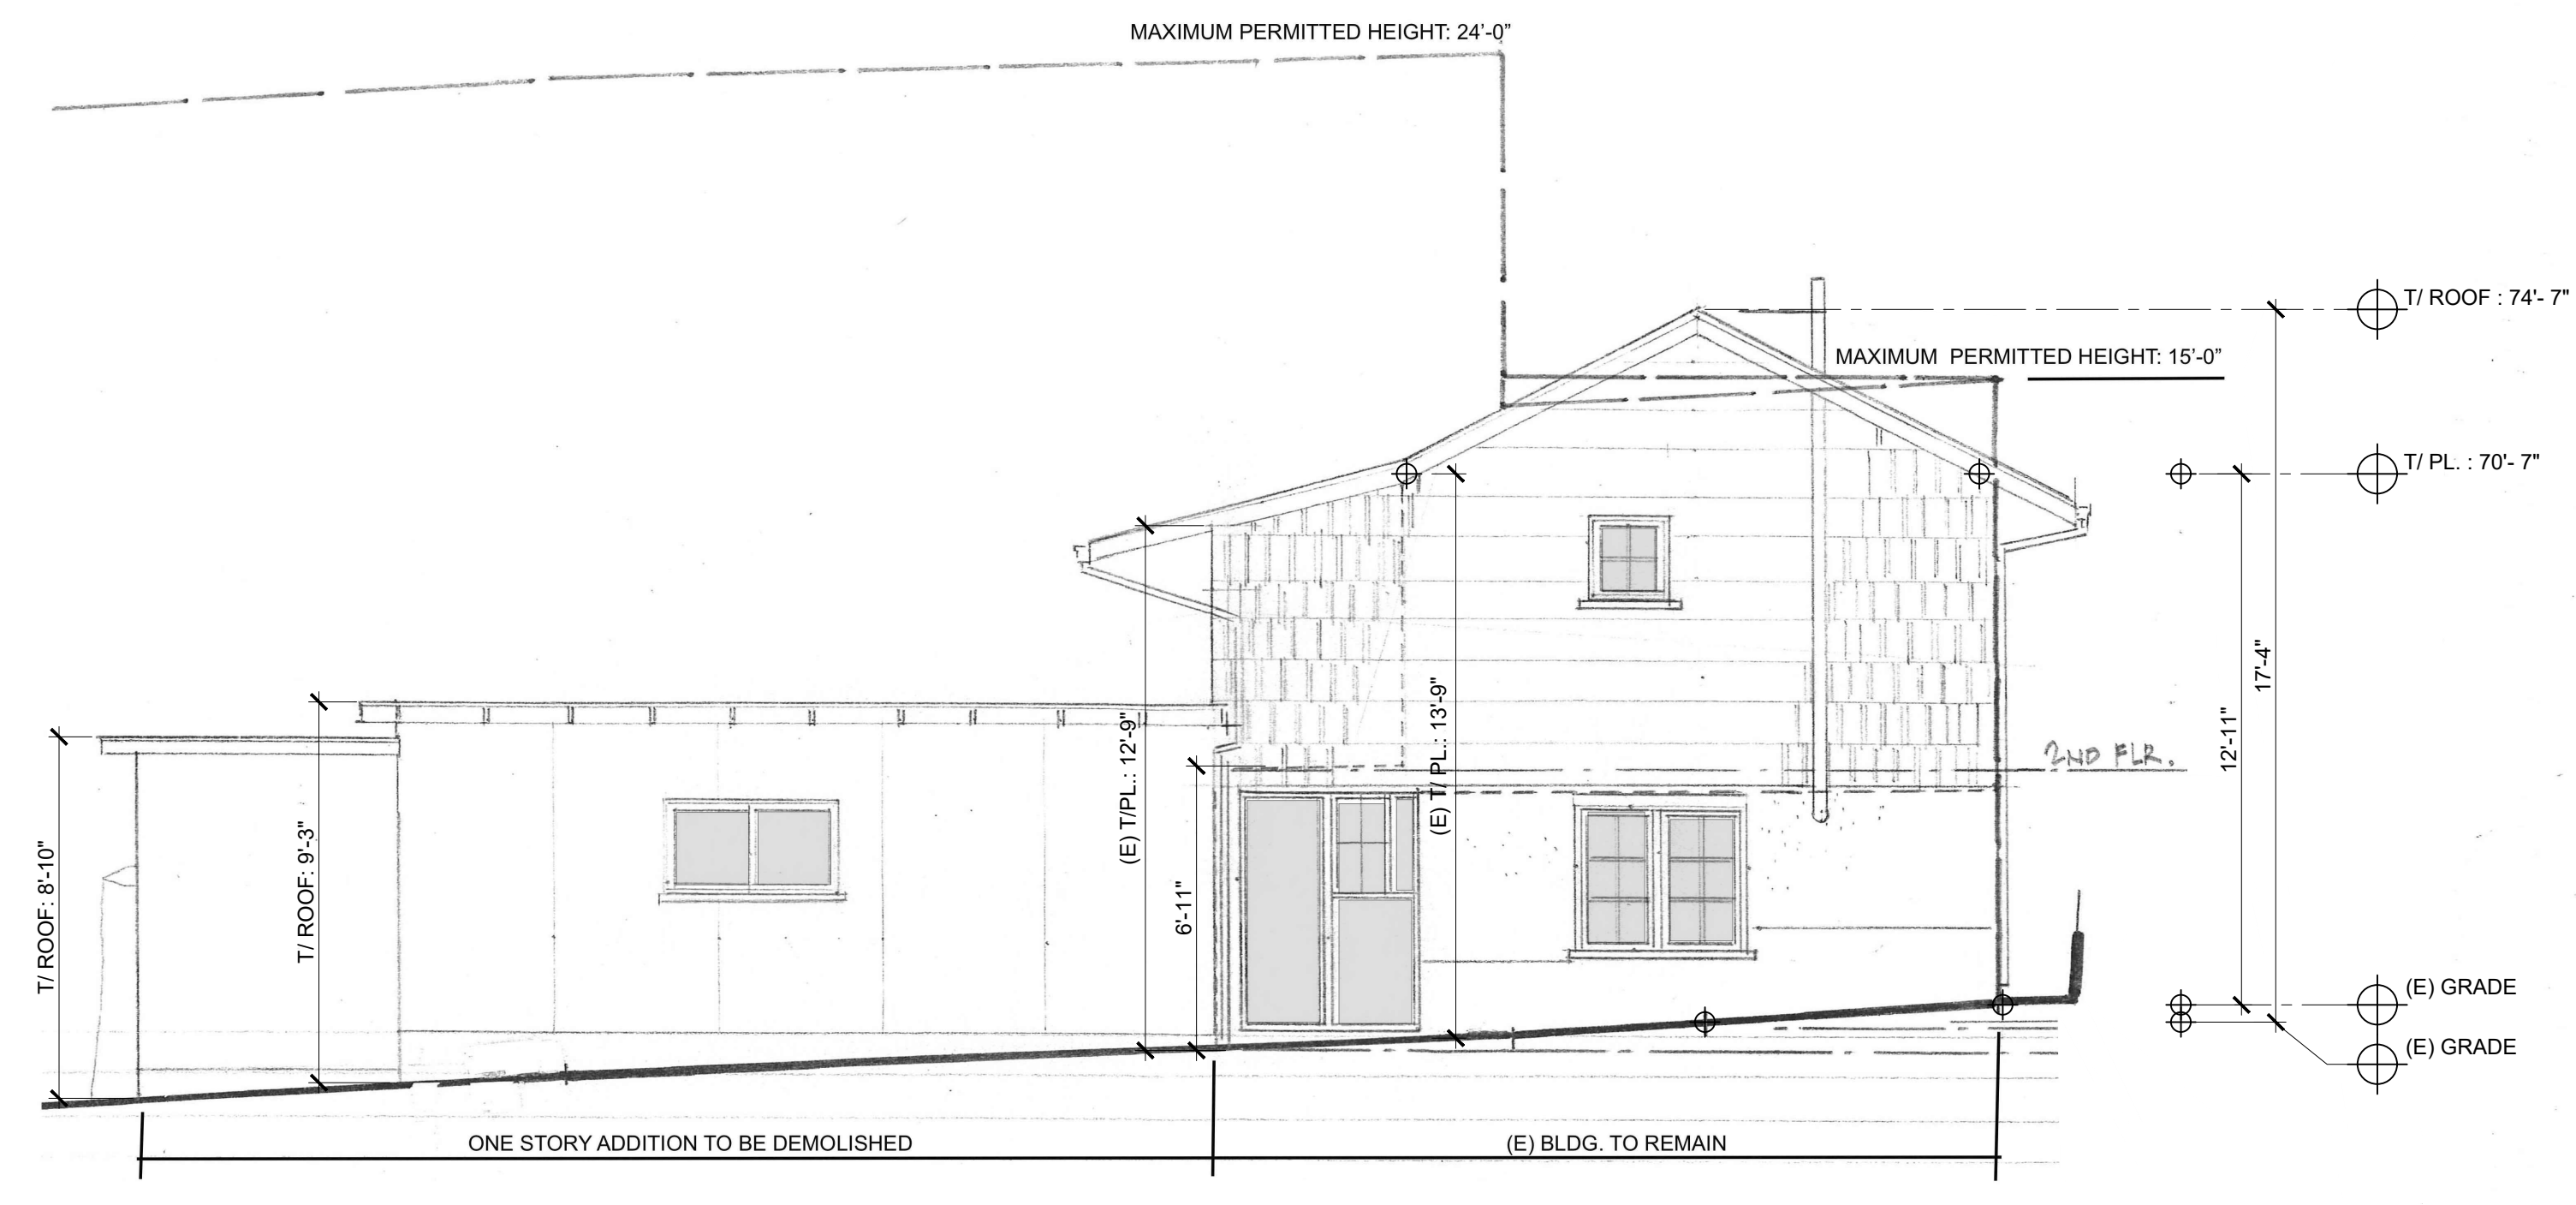 MAXIMUM PERMITTED HEIGHT: 24’-0”
T/ ROOF : 74'- 7"
MAXIMUM  PERMITTED HEIGHT: 15’-0”
T/ PL. : 70'- 7"
17'-4"
12'-11"
2ND FLR.
(E) T/PL.: 12'-9"
(E) T/ PL.: 13'-9"
6'-11"
T/ ROOF: 9'-3"
T/ ROOF: 8'-10"
(E) GRADE
(E) GRADE
ONE STORY ADDITION TO BE DEMOLISHED
(E) BLDG. TO REMAIN